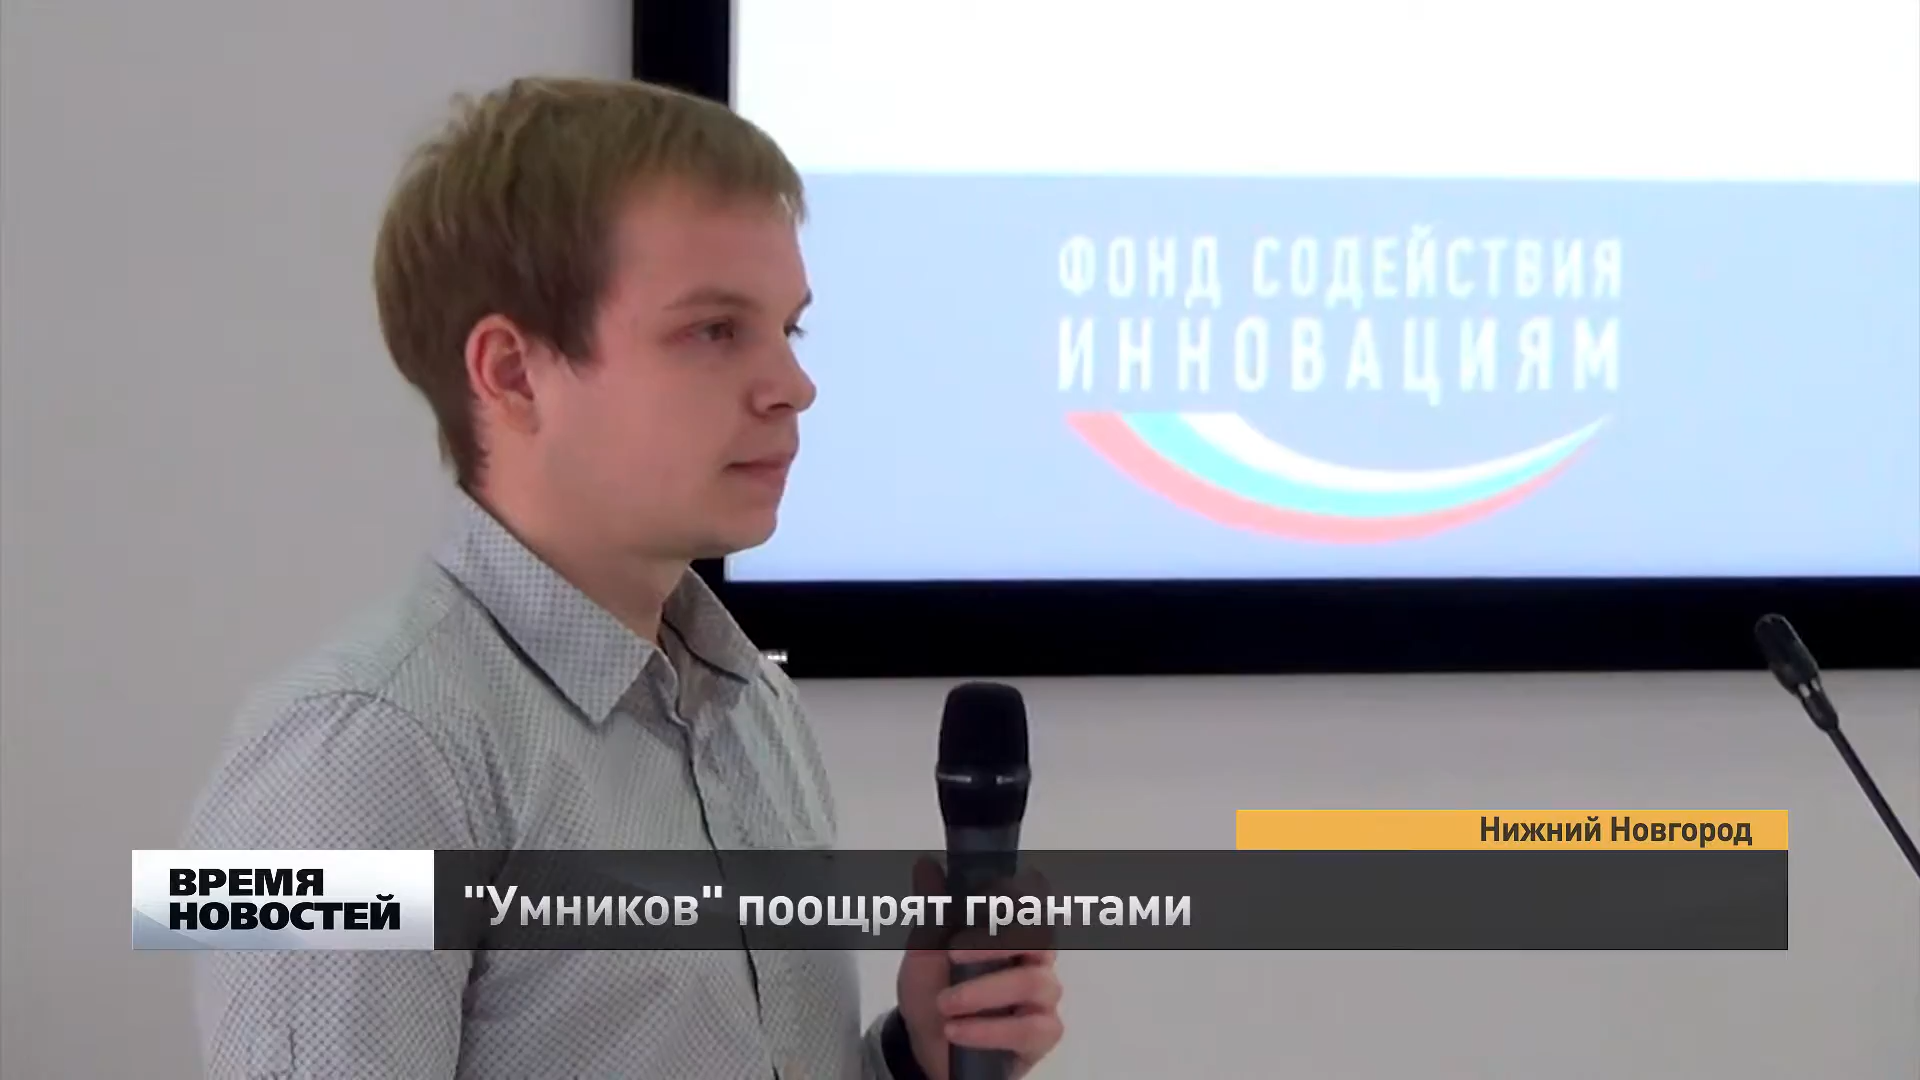 ФОНД СОДЕЙСТВИЯ
ИННОВАЦИЯМ
Нижний Новгород
ВРЕМЯ
НОВОСТЕЙ
"Умников" поощрят грантами